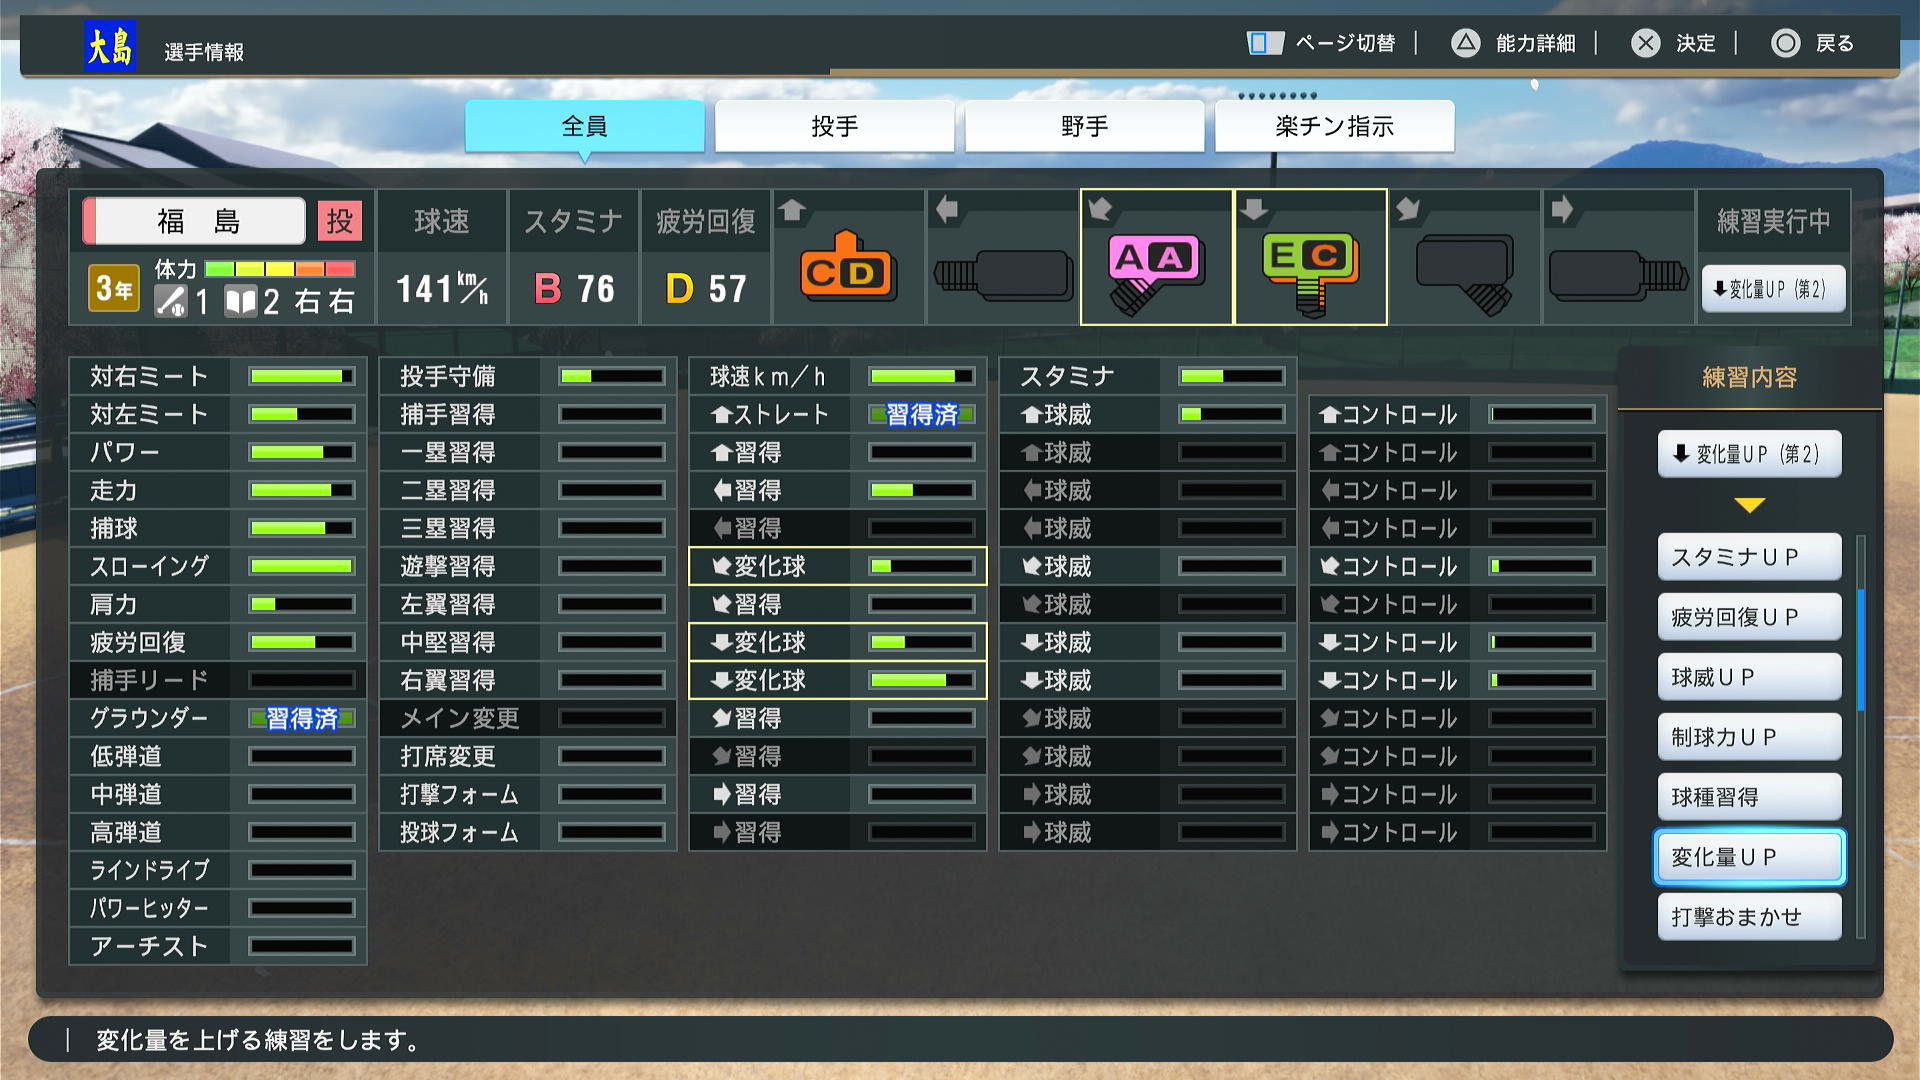 大島 選手情報 ページ切替 能力詳細 決定 戻る
全員 投手 野手 楽チン指示
福島 投 球速 スタミナ 疲労回復 練習実行中
3年 体力 1 2 右右 141km/h B 76 D 57 C D A A E C ⬇変化量UP（第2）
対右ミート 投手守備 球速km/h スタミナ
対左ミート 捕手習得 ⬆ストレート 習得済 ⬆球威 ⬆コントロール
パワー 一塁習得 ⬆習得 ⬆球威 ⬆コントロール
走力 二塁習得 ⬅習得 ⬅球威 ⬅コントロール
捕球 三塁習得 ⬅習得 ⬅球威 ⬅コントロール
スローイング 遊撃習得 ⬋変化球 ⬋球威 ⬋コントロール
肩力 左翼習得 ⬋習得 ⬋球威 ⬋コントロール
疲労回復 中堅習得 ⬇変化球 ⬇球威 ⬇コントロール
捕手リード 右翼習得 ⬇変化球 ⬇球威 ⬇コントロール
グラウンダー 習得済 メイン変更 ⬊習得 ⬊球威 ⬊コントロール
低弾道 打席変更 ⬊習得 ⬊球威 ⬊コントロール
中弾道 打撃フォーム ➡習得 ➡球威 ➡コントロール
高弾道 投球フォーム ➡習得 ➡球威 ➡コントロール
ラインドライブ
パワーヒッター
アーチスト
練習内容
⬇変化量UP（第2）
スタミナUP
疲労回復UP
球威UP
制球力UP
球種習得
変化量UP
打撃おまかせ
変化量を上げる練習をします。